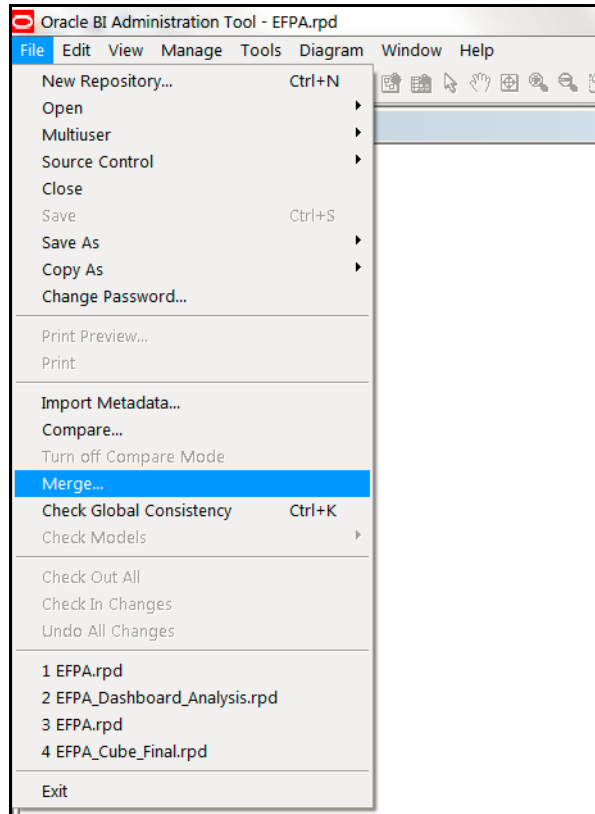 Oracle BI Administration Tool - EFPA.rpd
File Edit View Manage Tools Diagram Window Help
New Repository... Ctrl+N
Open
Multiuser
Source Control
Close
Save Ctrl+S
Save As
Copy As
Change Password...
Print Preview...
Print
Import Metadata...
Compare...
Turn off Compare Mode
Merge...
Check Global Consistency Ctrl+K
Check Models
Check Out All
Check In Changes
Undo All Changes
1 EFPA.rpd
2 EFPA_Dashboard_Analysis.rpd
3 EFPA.rpd
4 EFPA_Cube_Final.rpd
Exit